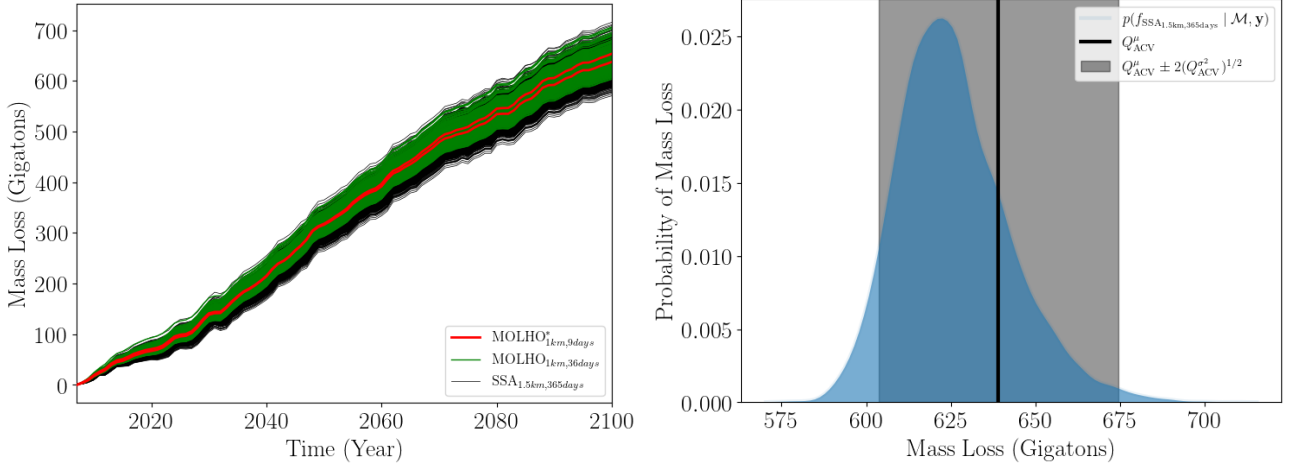 700
600
500
400
300
200
100
0
Mass Loss (Gigatons)
2020
2040
2060
2080
2100
Time (Year)
MOLHO*1km,9days
MOLHO1km,36days
SSA1.5km,365days
0.025
0.020
0.015
0.010
0.005
0.000
Probability of Mass Loss
575
600
625
650
675
700
Mass Loss (Gigatons)
p(fSSA1.5km,365days | M, y)
QμACV
QμACV ± 2(Qσ2ACV)1/2